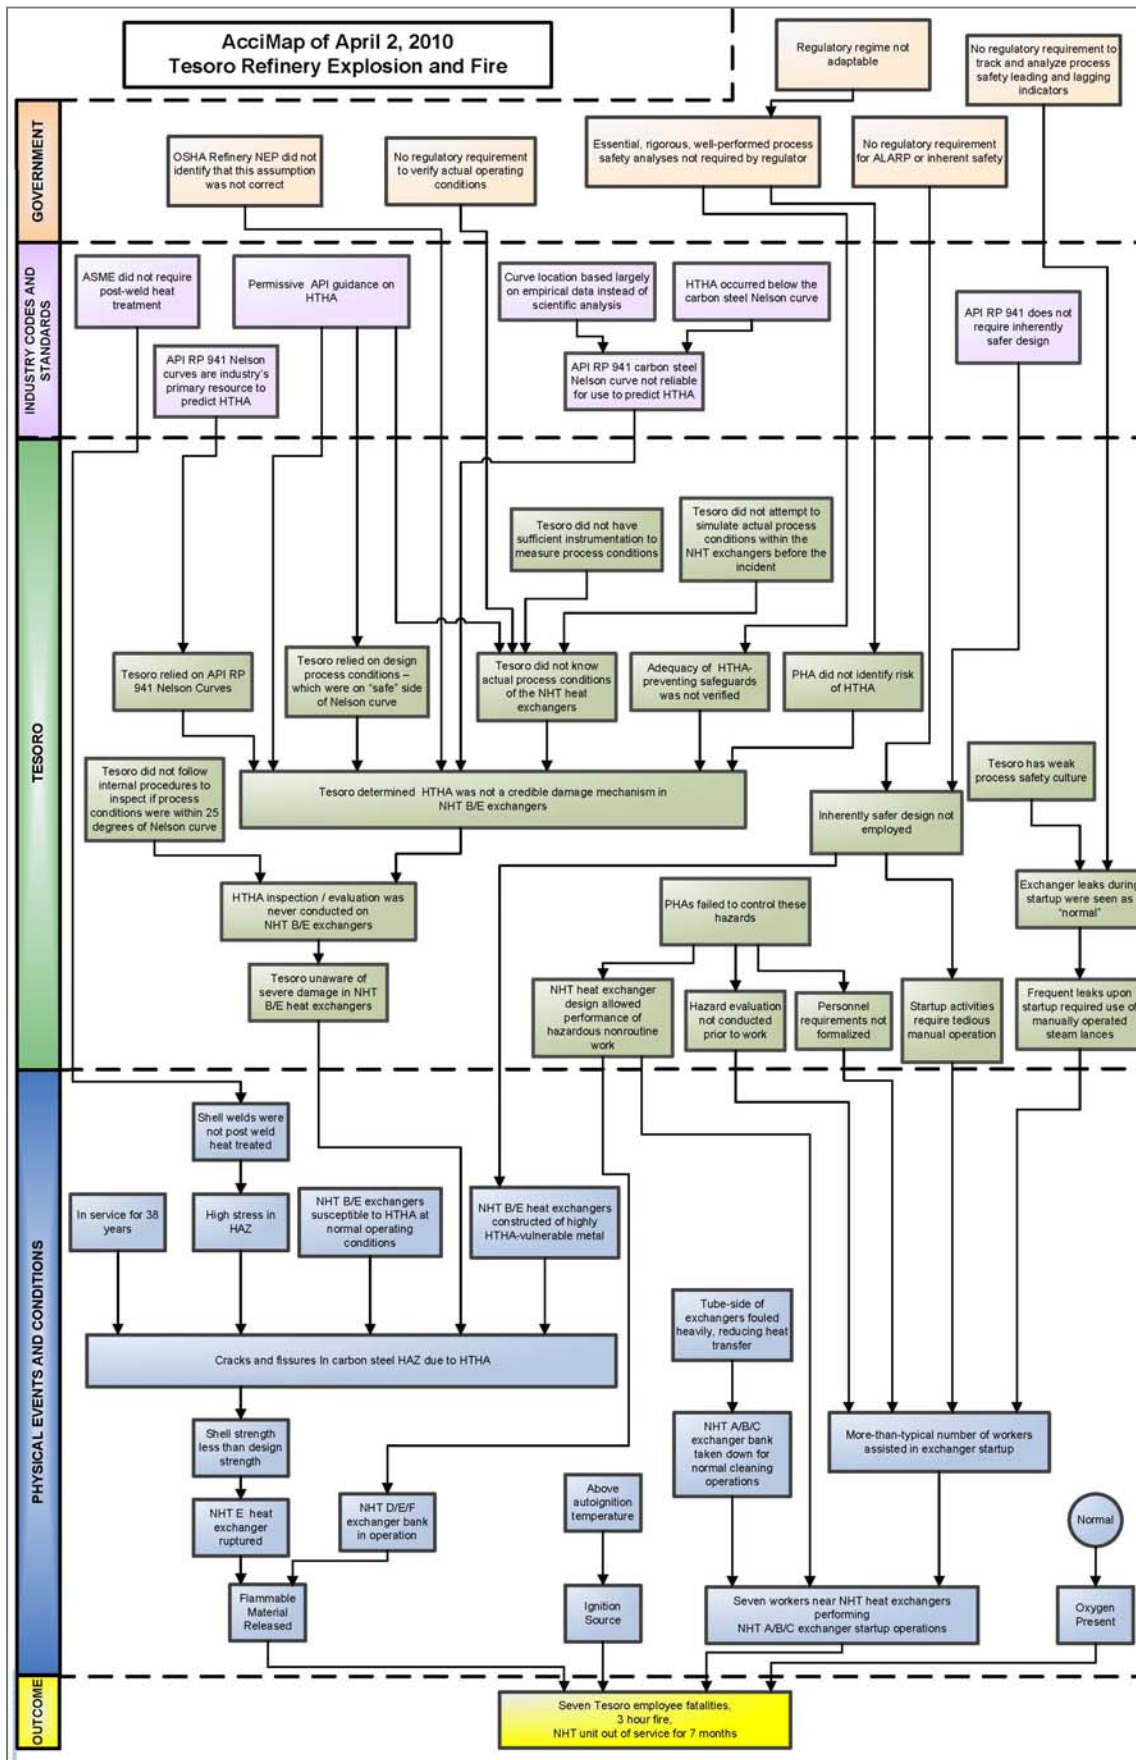 AcciMap of April 2, 2010
Tesoro Refinery Explosion and Fire
GOVERNMENT
Regulatory regime not
adaptable
No regulatory requirement to
track and analyze process
safety leading and lagging
indicators
OSHA Refinery NEP did not
identify that this assumption
was not correct
No regulatory requirement
to verify actual operating
conditions
Essential, rigorous, well-performed process
safety analyses not required by regulator
No regulatory requirement
for ALARP or inherent safety
INDUSTRY CODES AND
STANDARDS
ASME did not require
post-weld heat
treatment
Permissive API guidance on
HTHA
Curve location based largely
on empirical data instead of
scientific analysis
HTHA occurred below the
carbon steel Nelson curve
API RP 941 does not
require inherently
safer design
API RP 941 Nelson
curves are industry's
primary resource to
predict HTHA
API RP 941 carbon steel
Nelson curve not reliable
for use to predict HTHA
TESORO
Tesoro did not have
sufficient instrumentation to
measure process conditions
Tesoro did not attempt to
simulate actual process
conditions within the
NHT exchangers before the
incident
Tesoro relied on API RP
941 Nelson Curves
Tesoro relied on design
process conditions –
which were on "safe" side
of Nelson curve
Tesoro did not know
actual process conditions
of the NHT heat
exchangers
Adequacy of HTHA-
preventing safeguards
was not verified
PHA did not identify risk
of HTHA
Tesoro did not follow
internal procedures to
inspect if process
conditions were within 25
degrees of Nelson curve
Tesoro determined HTHA was not a credible damage mechanism in
NHT B/E exchangers
Inherently safer design not
employed
Tesoro has weak
process safety culture
HTHA inspection / evaluation was
never conducted on
NHT B/E exchangers
PHAs failed to control these
hazards
Exchanger leaks during
startup were seen as
"normal"
Tesoro unaware of
severe damage in NHT
B/E heat exchangers
NHT heat exchanger
design allowed
performance of
hazardous nonroutine
work
Hazard evaluation
not conducted
prior to work
Personnel
requirements not
formalized
Startup activities
require tedious
manual operation
Frequent leaks upon
startup required use of
manually operated
steam lances
PHYSICAL EVENTS AND CONDITIONS
Shell welds were
not post weld
heat treated
In service for 38
years
High stress in
HAZ
NHT B/E exchangers
susceptible to HTHA at
normal operating
conditions
NHT B/E heat exchangers
constructed of highly
HTHA-vulnerable metal
Tube-side of
exchangers fouled
heavily, reducing heat
transfer
Cracks and fissures In carbon steel HAZ due to HTHA
Shell strength
less than design
strength
NHT A/B/C
exchanger bank
taken down for
normal cleaning
operations
More-than-typical number of workers
assisted in exchanger startup
NHT E heat
exchanger
ruptured
NHT D/E/F
exchanger bank
in operation
Above
autoignition
temperature
Normal
Flammable
Material
Released
Ignition
Source
Seven workers near NHT heat exchangers
performing
NHT A/B/C exchanger startup operations
Oxygen
Present
OUTCOME
Seven Tesoro employee fatalities,
3 hour fire,
NHT unit out of service for 7 months